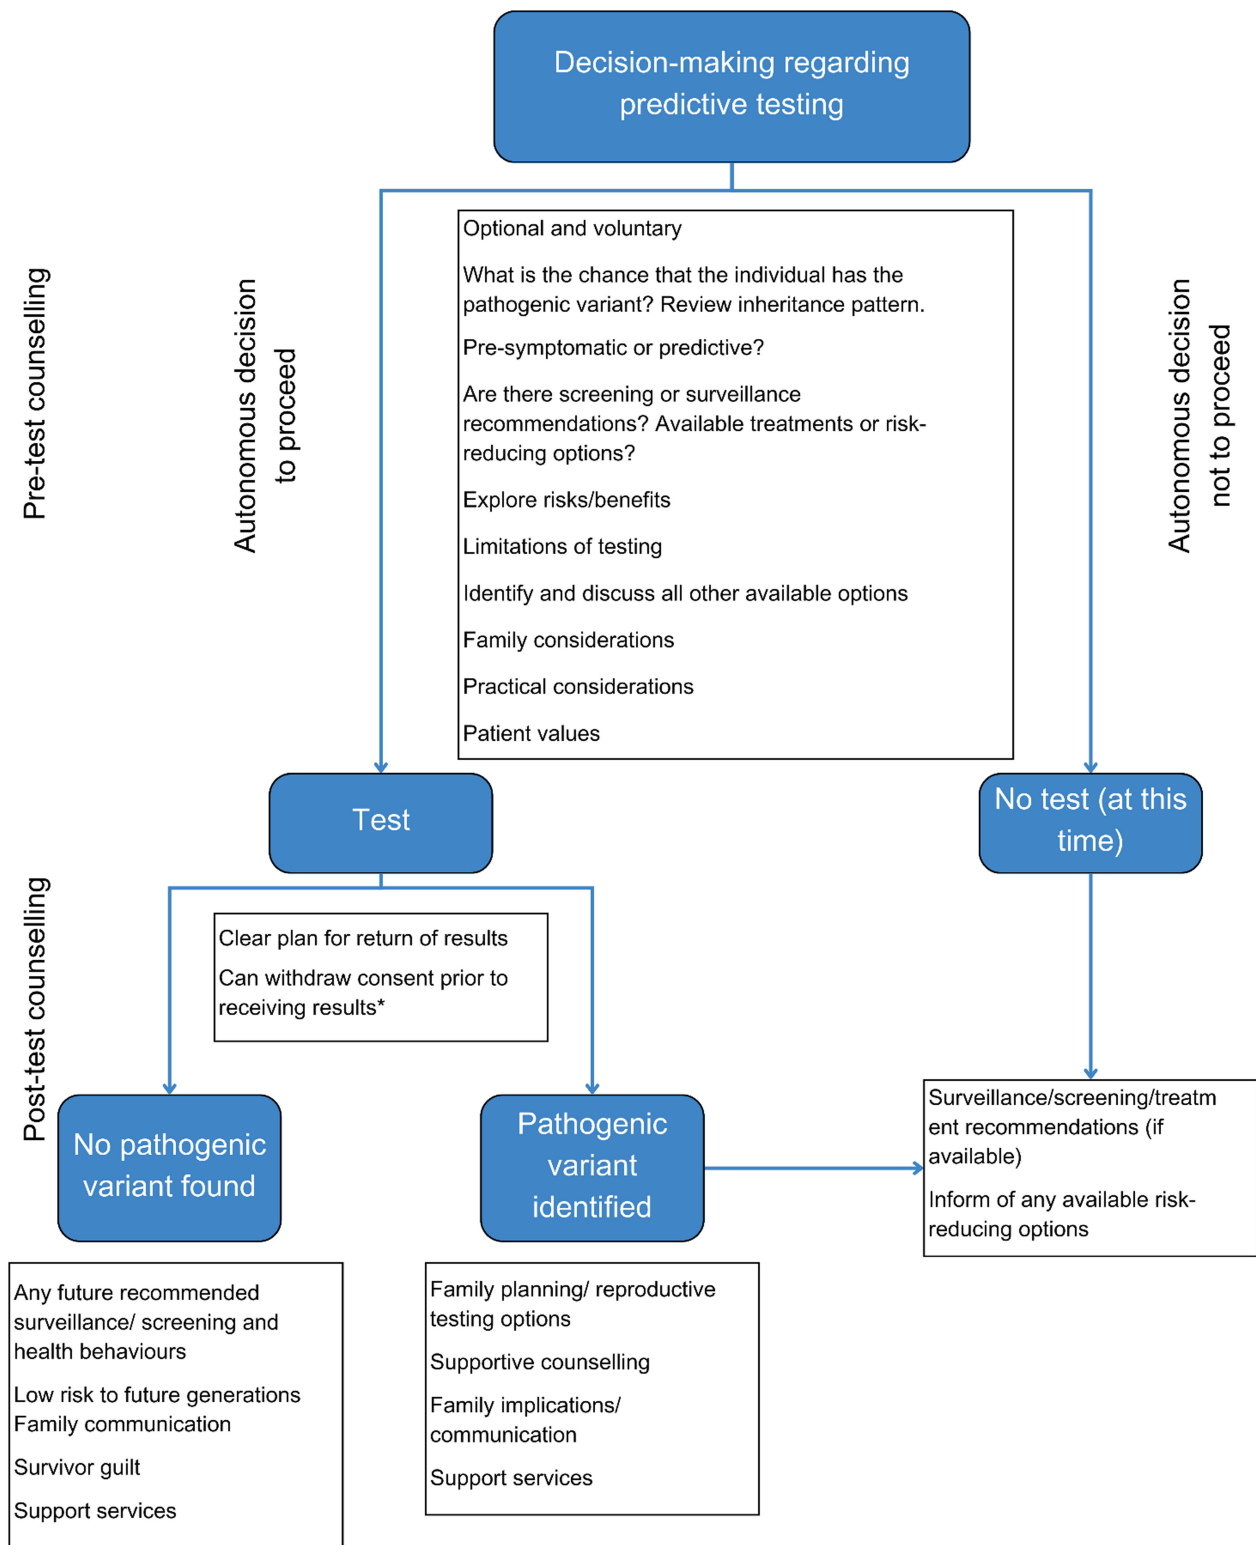 Decision-making regarding
predictive testing
Pre-test counselling
Autonomous decision
to proceed
Optional and voluntary
What is the chance that the individual has the
pathogenic variant? Review inheritance pattern.
Pre-symptomatic or predictive?
Are there screening or surveillance
recommendations? Available treatments or risk-
reducing options?
Explore risks/benefits
Limitations of testing
Identify and discuss all other available options
Family considerations
Practical considerations
Patient values
Autonomous decision
not to proceed
Test
No test (at this
time)
Post-test counselling
Clear plan for return of results
Can withdraw consent prior to
receiving results*
No pathogenic
variant found
Pathogenic
variant
identified
Surveillance/screening/treatm
ent recommendations (if
available)
Inform of any available risk-
reducing options
Any future recommended
surveillance/ screening and
health behaviours
Low risk to future generations
Family communication
Survivor guilt
Support services
Family planning/ reproductive
testing options
Supportive counselling
Family implications/
communication
Support services